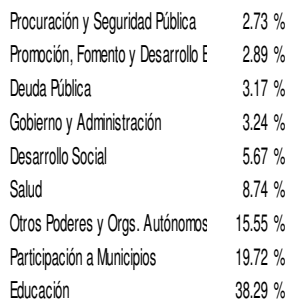 Procuración y Seguridad Pública 2.73 %
Promoción, Fomento y Desarrollo E 2.89 %
Deuda Pública 3.17 %
Gobierno y Administración 3.24 %
Desarrollo Social 5.67 %
Salud 8.74 %
Otros Poderes y Orgs. Autónomos 15.55 %
Participación a Municipios 19.72 %
Educación 38.29 %